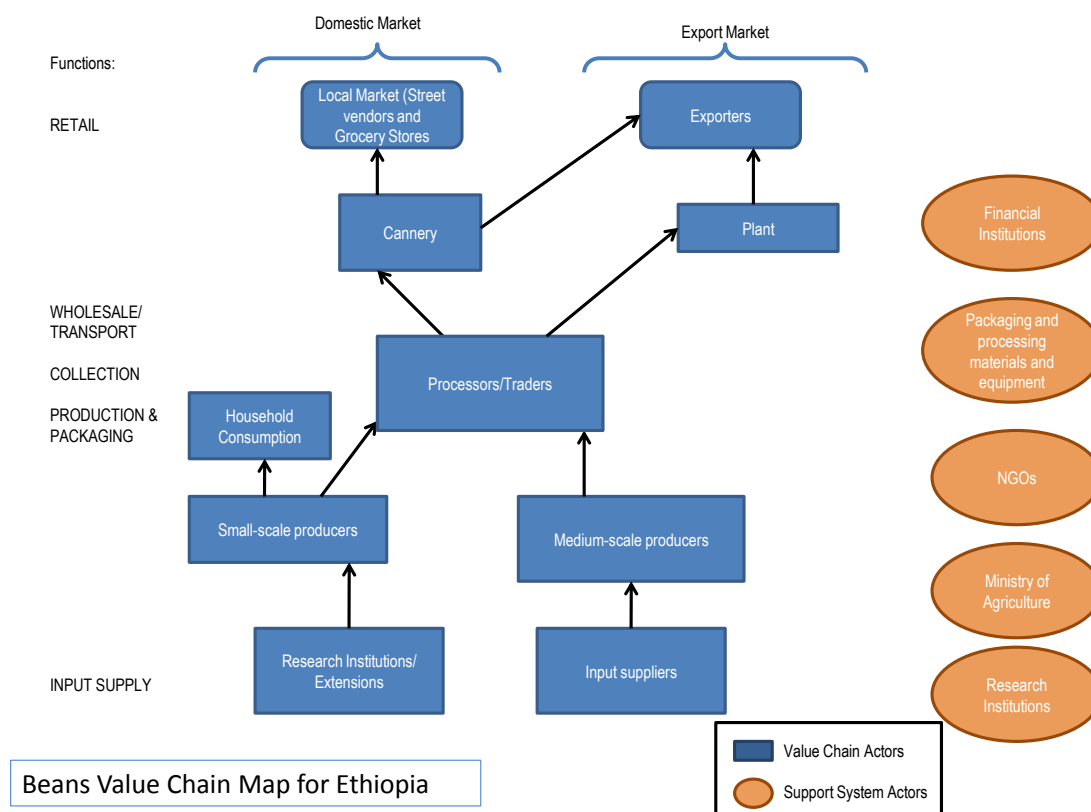 Domestic Market
Export Market
Functions:
RETAIL
Local Market (Street
vendors and
Grocery Stores
Exporters
Cannery
Plant
Financial
Institutions
WHOLESALE/
TRANSPORT
COLLECTION
PRODUCTION &
PACKAGING
Processors/Traders
Packaging and
processing
materials and
equipment
Household
Consumption
Small-scale producers
Medium-scale producers
NGOs
Ministry of
Agriculture
INPUT SUPPLY
Research Institutions/
Extensions
Input suppliers
Research
Institutions
Value Chain Actors
Support System Actors
Beans Value Chain Map for Ethiopia